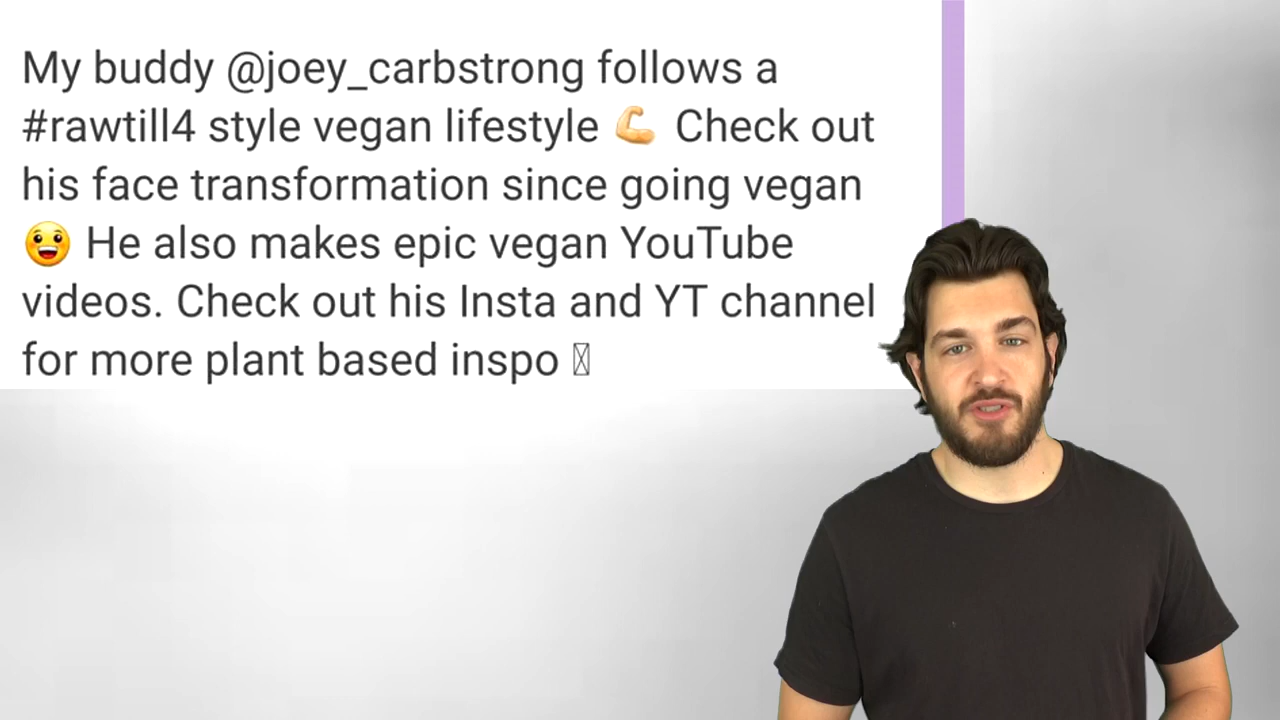 My buddy @joey_carbstrong follows a
#rawtill4 style vegan lifestyle 💪 Check out
his face transformation since going vegan
😀 He also makes epic vegan YouTube
videos. Check out his Insta and YT channel
for more plant based inspo